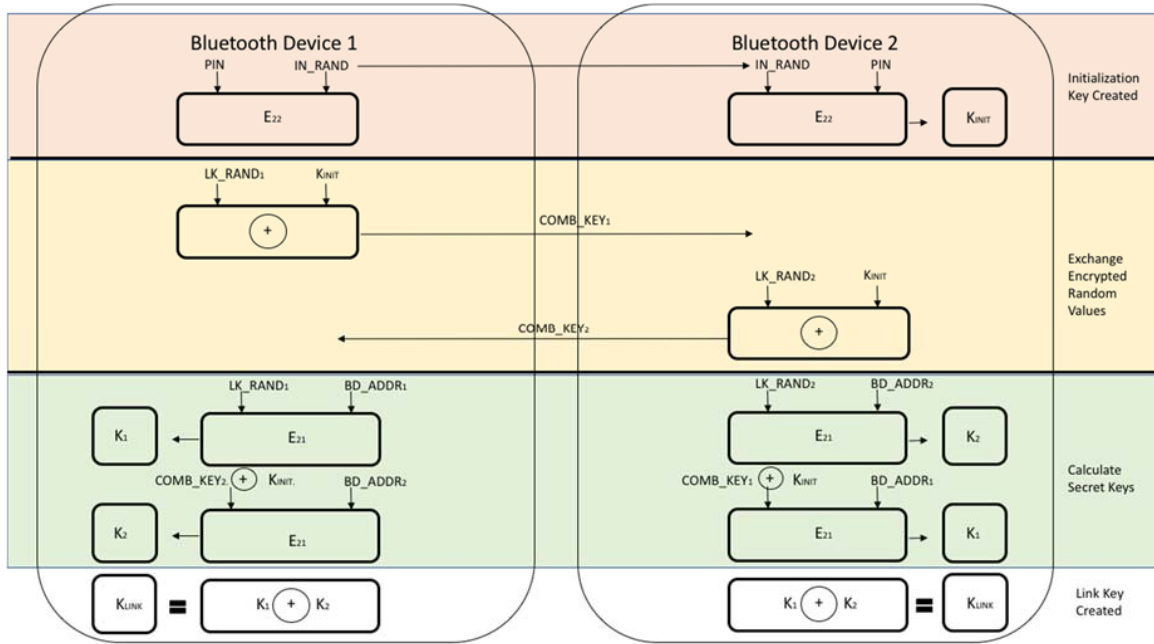 Bluetooth Device 1
Bluetooth Device 2
PIN IN_RAND
IN_RAND PIN
E22
E22
KINIT
Initialization
Key Created
LK_RAND1 KINIT
+
COMB_KEY1
LK_RAND2 KINIT
+
COMB_KEY2
Exchange
Encrypted
Random
Values
LK_RAND1 BD_ADDR1
LK_RAND2 BD_ADDR2
K1
E21
E21
K2
COMB_KEY2. + KINIT. BD_ADDR2
COMB_KEY1 + KINIT BD_ADDR1
K2
E21
E21
K1
Calculate
Secret Keys
KLINK = K1 + K2
K1 + K2 = KLINK
Link Key
Created